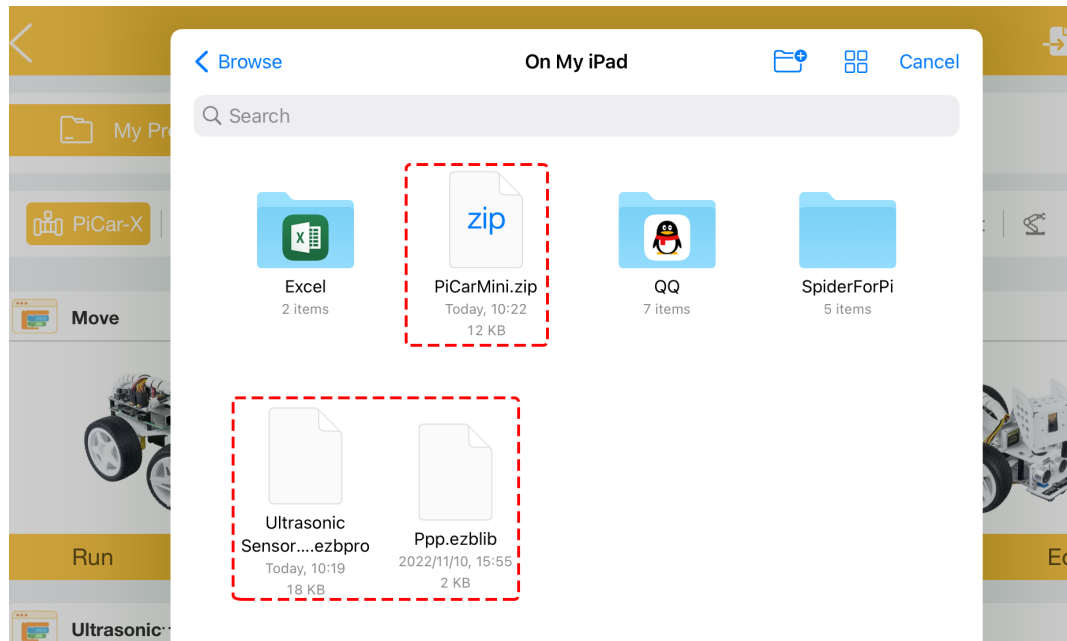 Browse
On My iPad
Cancel
Search
My Pr
PiCar-X
Move
zip
Excel
2 items
PiCarMini.zip
Today, 10:22
12 KB
QQ
7 items
SpiderForPi
5 items
Ultrasonic
Sensor....ezbpro
Today, 10:19
18 KB
Ppp.ezblib
2022/11/10, 15:55
2 KB
Run
Ultrasonic··